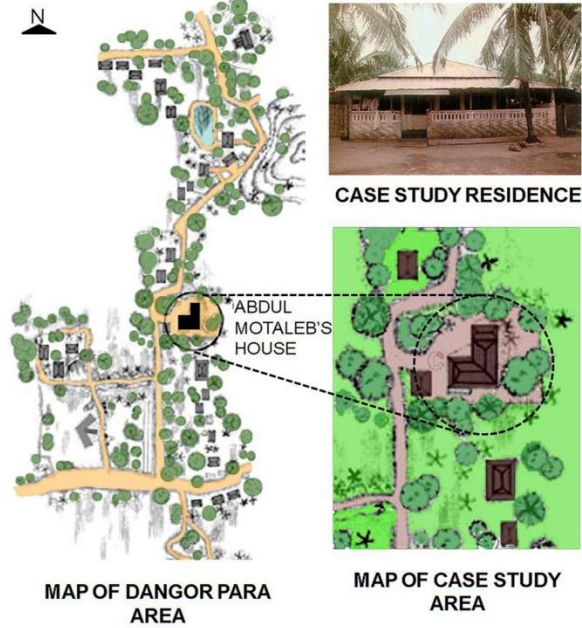 N
CASE STUDY RESIDENCE
ABDUL
MOTALEB'S
HOUSE
MAP OF DANGOR PARA
AREA
MAP OF CASE STUDY
AREA